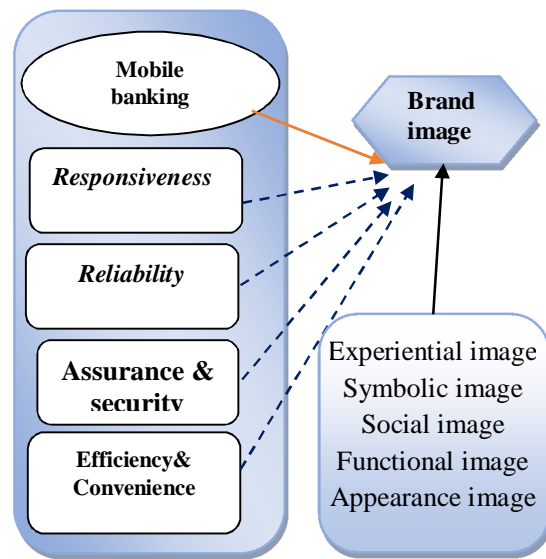 Mobile
banking
Responsiveness
Reliability
Assurance &
security
Efficiency&
Convenience
Brand
image
Experiential image
Symbolic image
Social image
Functional image
Appearance image